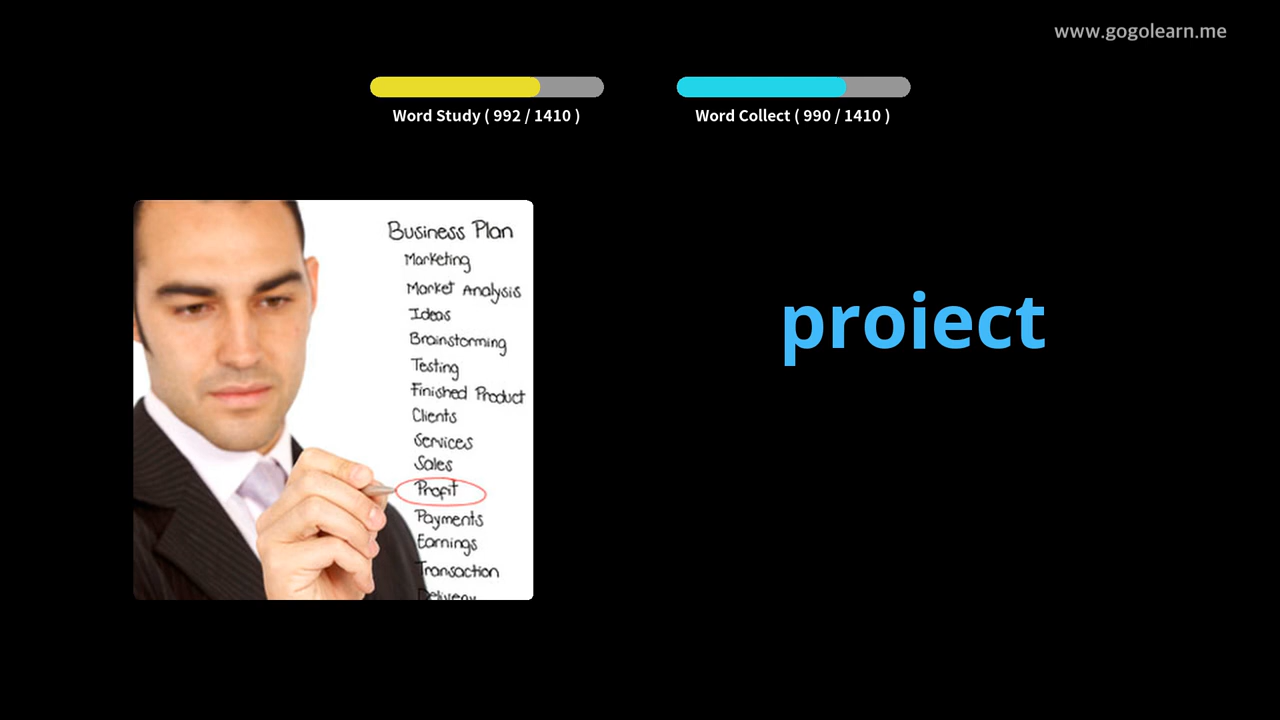 www.gogolearn.me
Word Study ( 992 / 1410 )
Word Collect ( 990 / 1410 )
Business Plan
Marketing
Market Analysis
Ideas
Brainstorming
Testing
Finished Product
Clients
Services
Sales
Profit
Payments
Earnings
Transaction
Delivery
proiect